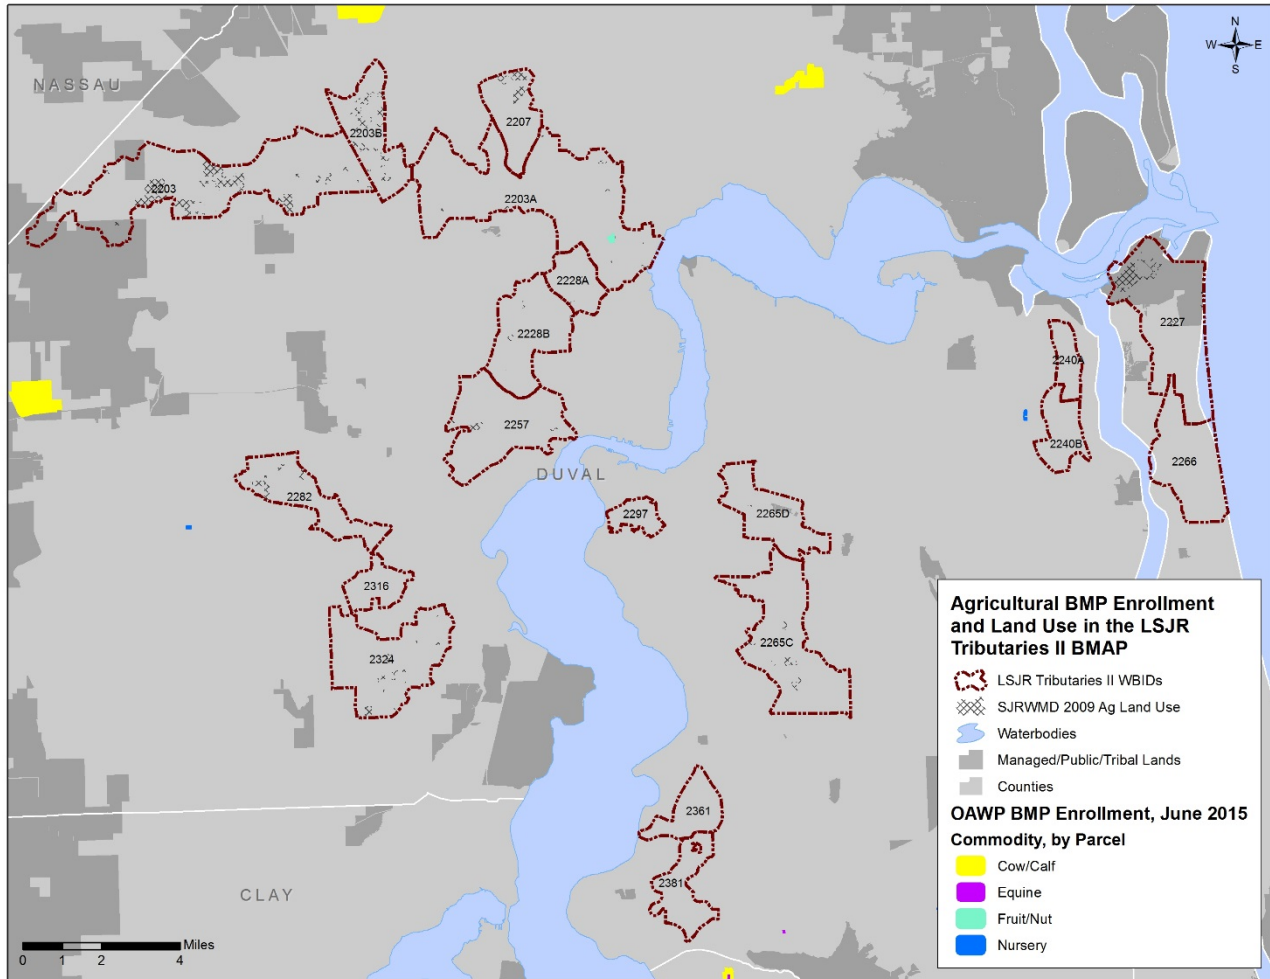 N
W E
S
NASSAU
2207
2203B
2203
2203A
2228A
2227
2228B
2240A
2257
2240B
2266
DUVAL
2282
2297
2265D
2316
2265C
2324
2361
2381
CLAY
Miles
0 1 2 4
Agricultural BMP Enrollment
and Land Use in the LSJR
Tributaries II BMAP
LSJR Tributaries II WBIDs
SJRWMD 2009 Ag Land Use
Waterbodies
Managed/Public/Tribal Lands
Counties
OAWP BMP Enrollment, June 2015
Commodity, by Parcel
Cow/Calf
Equine
Fruit/Nut
Nursery